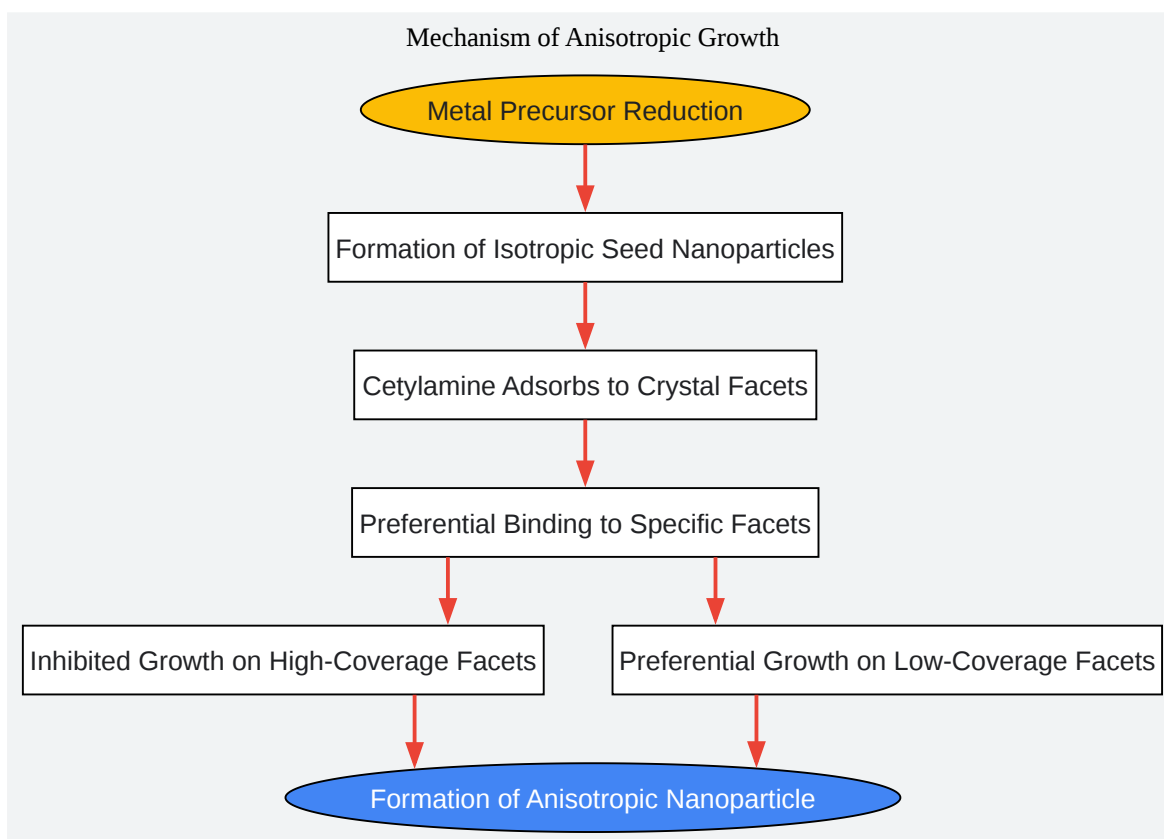 Mechanism of Anisotropic Growth
Metal Precursor Reduction
Formation of Isotropic Seed Nanoparticles
Cetylamine Adsorbs to Crystal Facets
Preferential Binding to Specific Facets
Inhibited Growth on High-Coverage Facets
Preferential Growth on Low-Coverage Facets
Formation of Anisotropic Nanoparticle